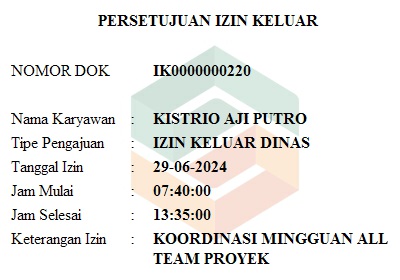 PERSETUJUAN IZIN KELUAR
NOMOR DOK IK0000000220
Nama Karyawan : KISTRIO AJI PUTRO
Tipe Pengajuan : IZIN KELUAR DINAS
Tanggal Izin : 29-06-2024
Jam Mulai : 07:40:00
Jam Selesai : 13:35:00
Keterangan Izin : KOORDINASI MINGGUAN ALL
TEAM PROYEK